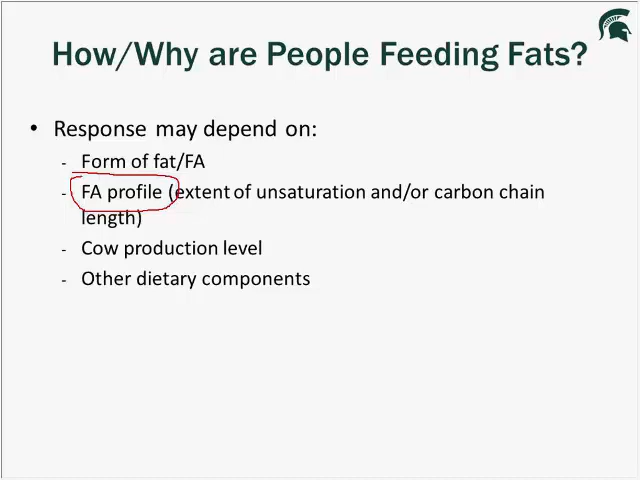 How/Why are People Feeding Fats?
• Response may depend on:
- Form of fat/FA
- FA profile (extent of unsaturation and/or carbon chain
length)
- Cow production level
- Other dietary components